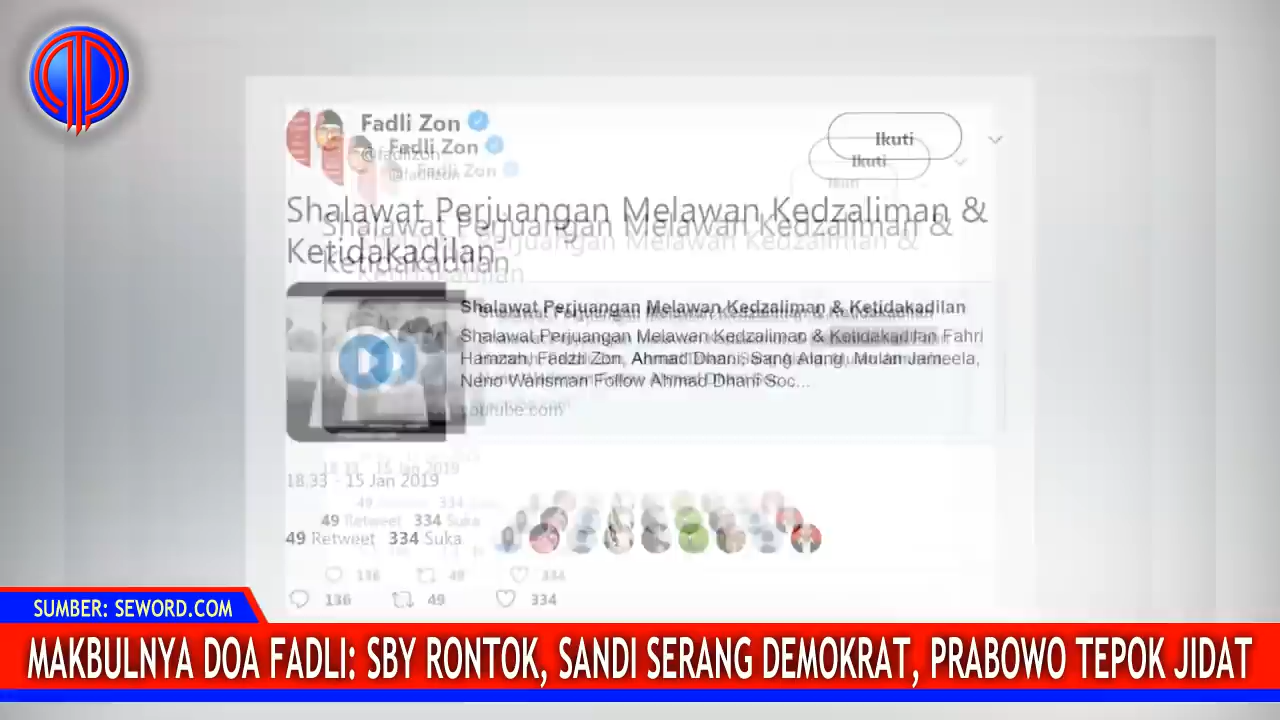 Fadli Zon
@fadlizon
Ikuti
Shalawat Perjuangan Melawan Kedzaliman &
Ketidakadilan
Shalawat Perjuangan Melawan Kedzaliman & Ketidakadilan
Shalawat Perjuangan Melawan Kedzaliman & Ketidakadilan Fahri
Hamzah, Fadzli Zon, Ahmad Dhani, Sang Alang, Mulan Jameela,
Neno Warisman Follow Ahmad Dhani Soc...
youtube.com
18.33 - 15 Jan 2019
49 Retweet 334 Suka
136 49 334
SUMBER: SEWORD.COM
MAKBULNYA DOA FADLI: SBY RONTOK, SANDI SERANG DEMOKRAT, PRABOWO TEPOK JIDAT